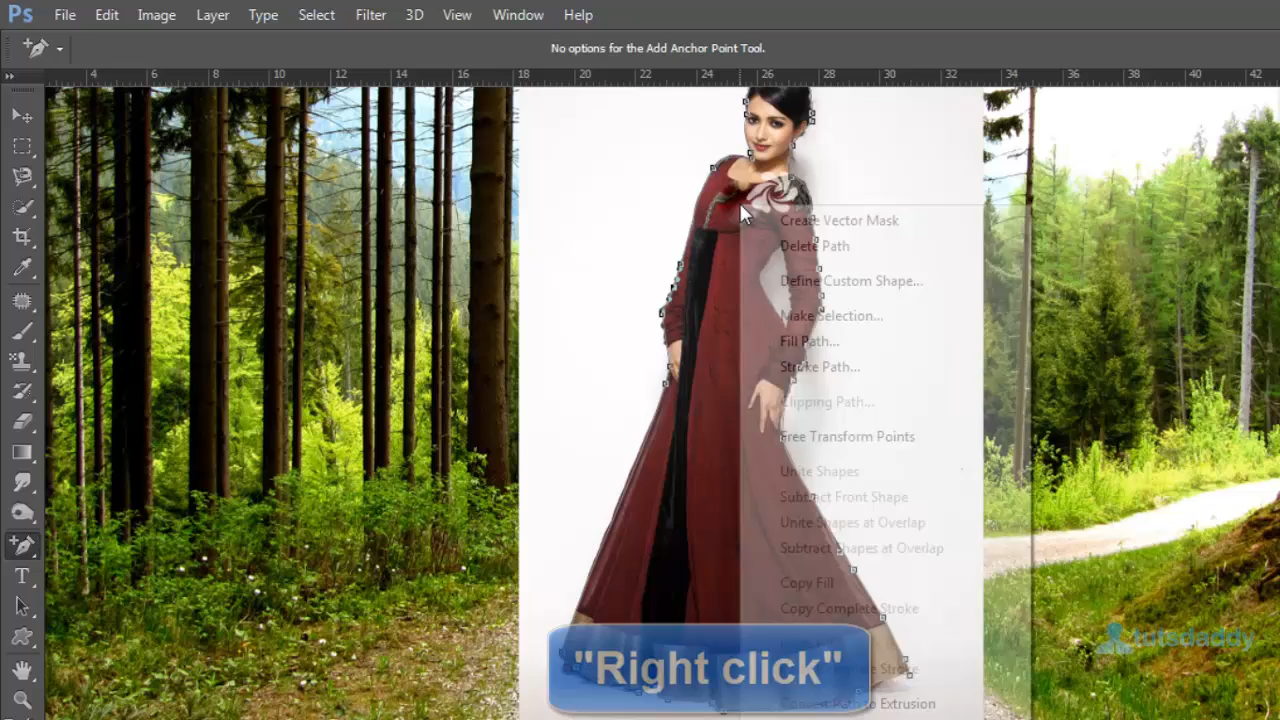 Ps File Edit Image Layer Type Select Filter 3D View Window Help
No options for the Add Anchor Point Tool.
4 6 8 10 12 14 16 18 20 22 24 26 28 30 32 34 36 38 40 42
Create Vector Mask
Delete Path
Define Custom Shape...
Make Selection...
Fill Path...
Stroke Path...
Clipping Path...
Free Transform Points
Unite Shapes
Subtract Front Shape
Unite Shapes at Overlap
Subtract Shapes at Overlap
Copy Fill
Copy Complete Stroke
tutsdaddy
"Right click"
Stroke
Convert Path to Extrusion
T